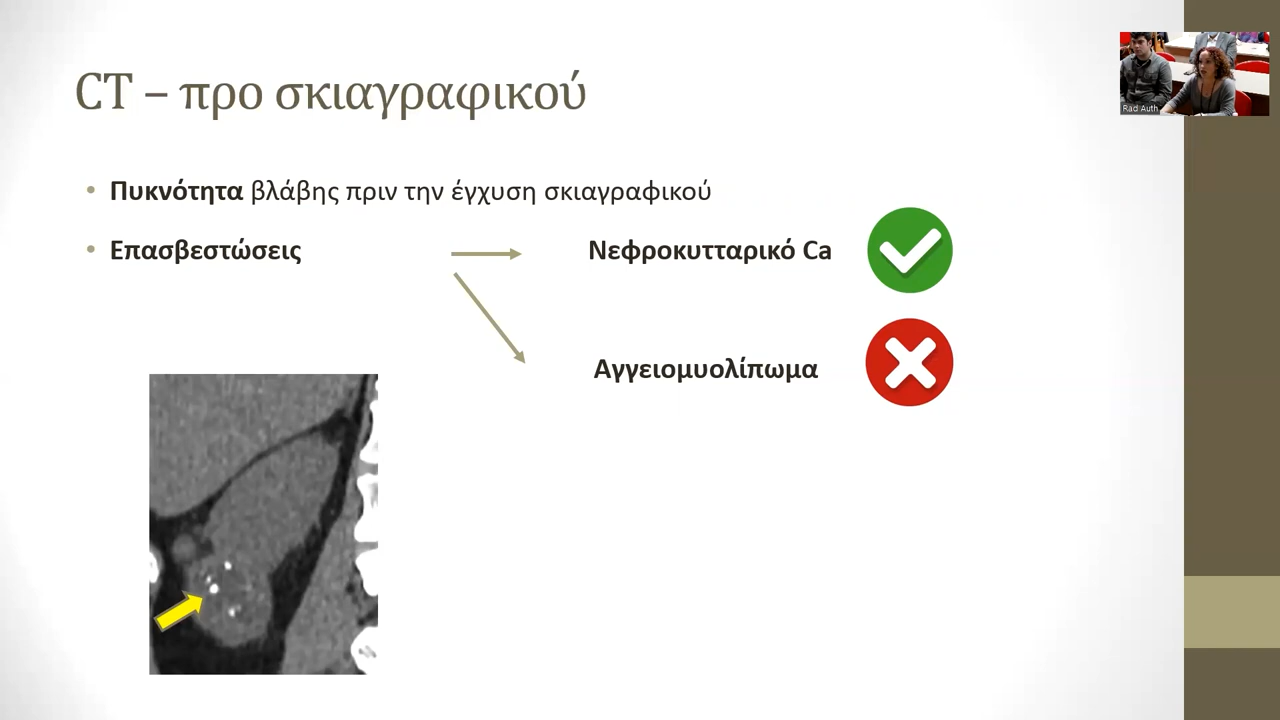 CT – προ σκιαγραφικού
Rad Auth
• Πυκνότητα βλάβης πριν την έγχυση σκιαγραφικού
• Επασβεστώσεις
Νεφροκυτταρικό Ca
Αγγειομυολίπωμα